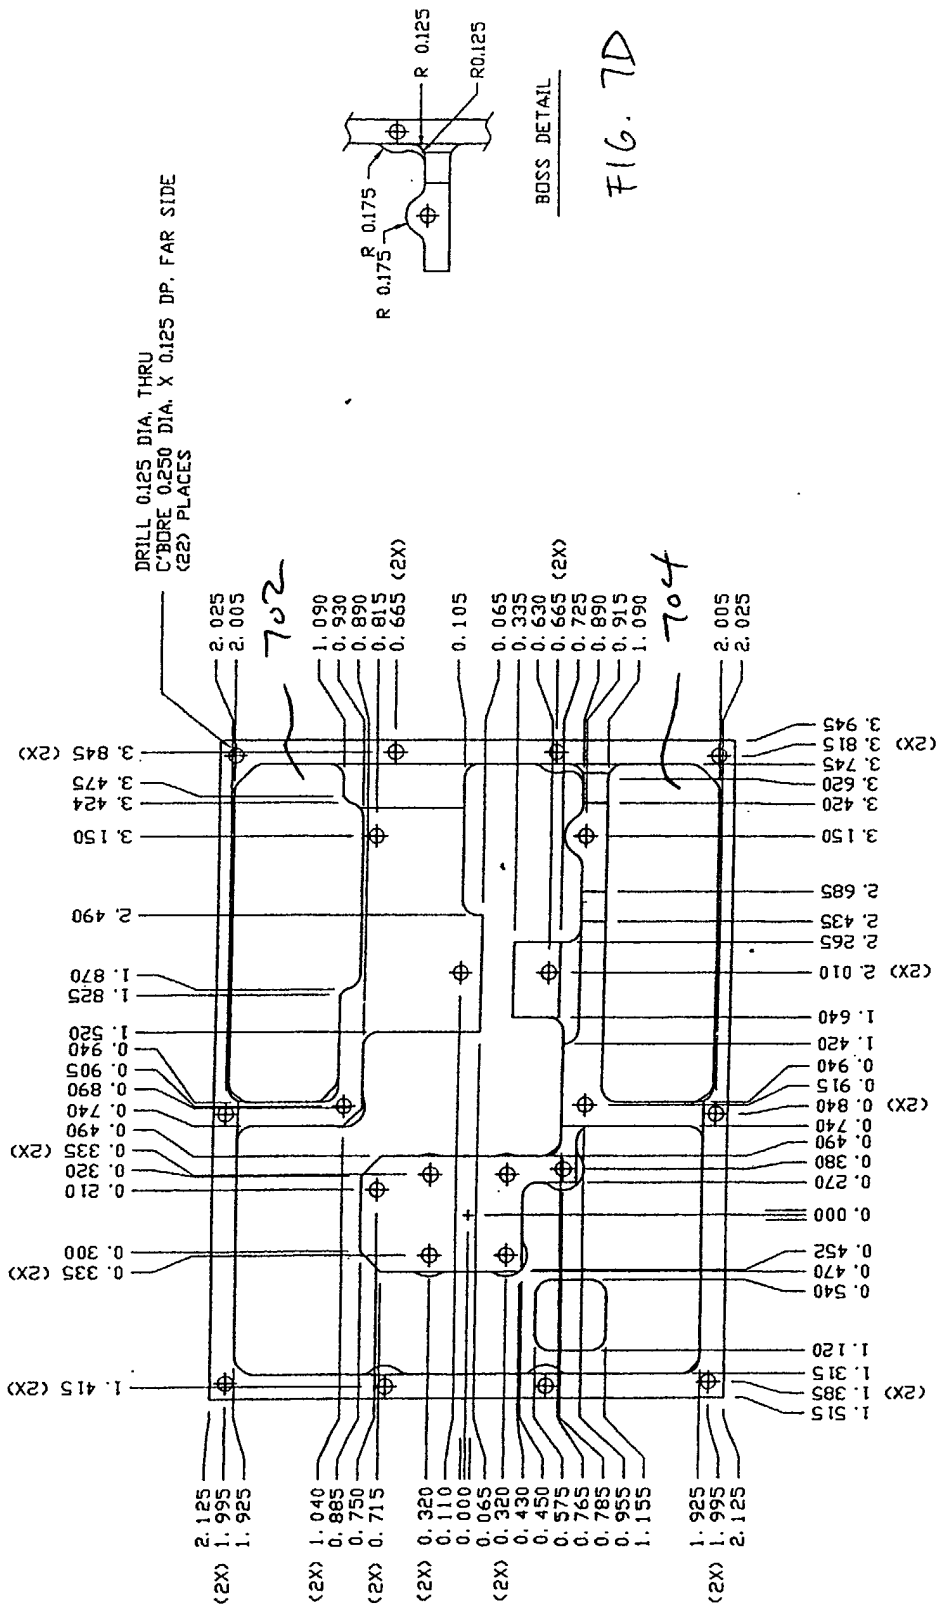 R 0.125
R0.125
R 0.175
R 0.175
BOSS DETAIL
FIG. 7D
DRILL 0.125 DIA. THRU
C'BORE 0.250 DIA. X 0.125 DP. FAR SIDE
(22) PLACES
702
704
2.025
2.005
1.090
0.930
0.890
0.815
0.665 (2X)
0.105
0.065
0.335
0.630
0.665 (2X)
0.725
0.890
0.915
1.090
2.005
2.025
3.845 (2X)
3.475
3.424
3.150
2.490
1.870
1.825
1.520
0.940
0.905
0.890
0.740
0.490
0.335 (2X)
0.320
0.210
0.300
0.335 (2X)
1.415 (2X)
3.945
3.815 (2X)
3.745
3.620
3.420
3.150
2.685
2.435
2.265
2.010 (2X)
1.640
1.420
0.940
0.915
0.840 (2X)
0.740
0.490
0.380
0.270
0.000
0.452
0.470
0.540
1.120
1.315
1.385 (2X)
1.515
2.125
(2X) 1.995
1.925
(2X) 1.040
0.885
0.750
(2X) 0.715
(2X) 0.320
0.110
0.000
0.065
(2X) 0.320
0.430
0.450
0.575
0.765
0.785
0.955
1.155
1.925
(2X) 1.995
2.125